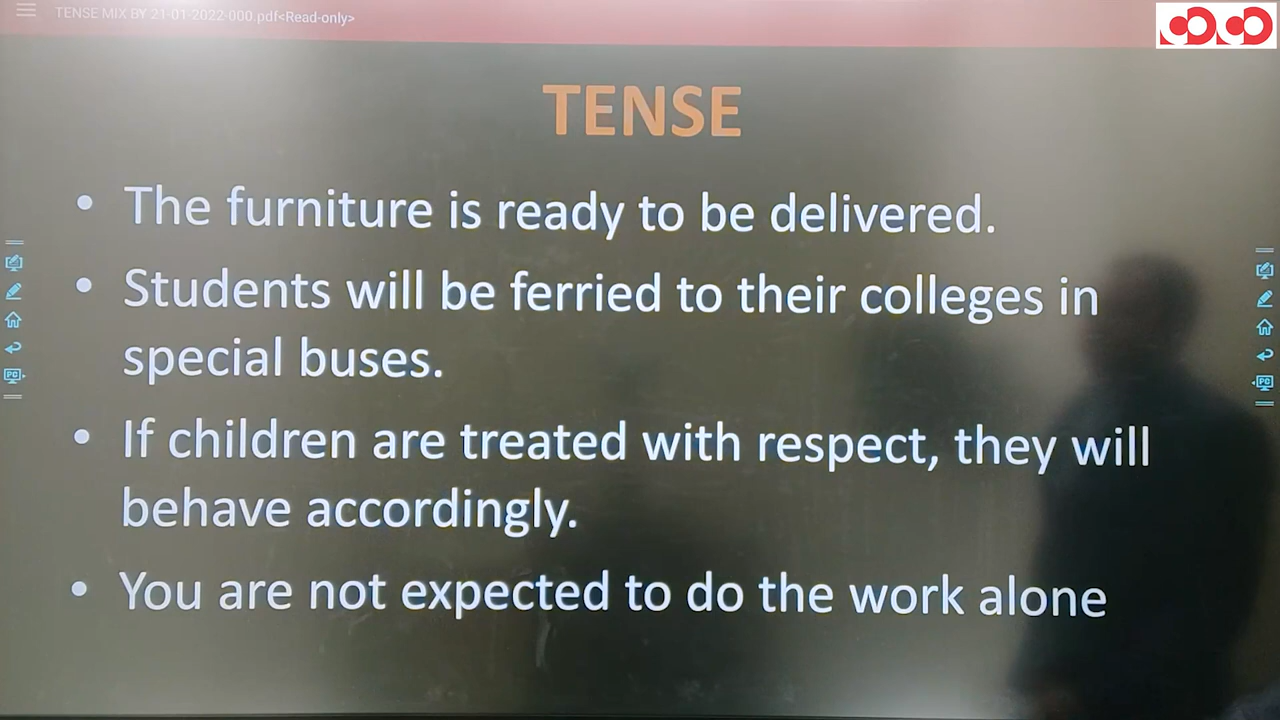 TENSE MIX BY 21-01-2022-000.pdf<Read-only>
TENSE
• The furniture is ready to be delivered.
• Students will be ferried to their colleges in
special buses.
• If children are treated with respect, they will
behave accordingly.
• You are not expected to do the work alone
PC
PC